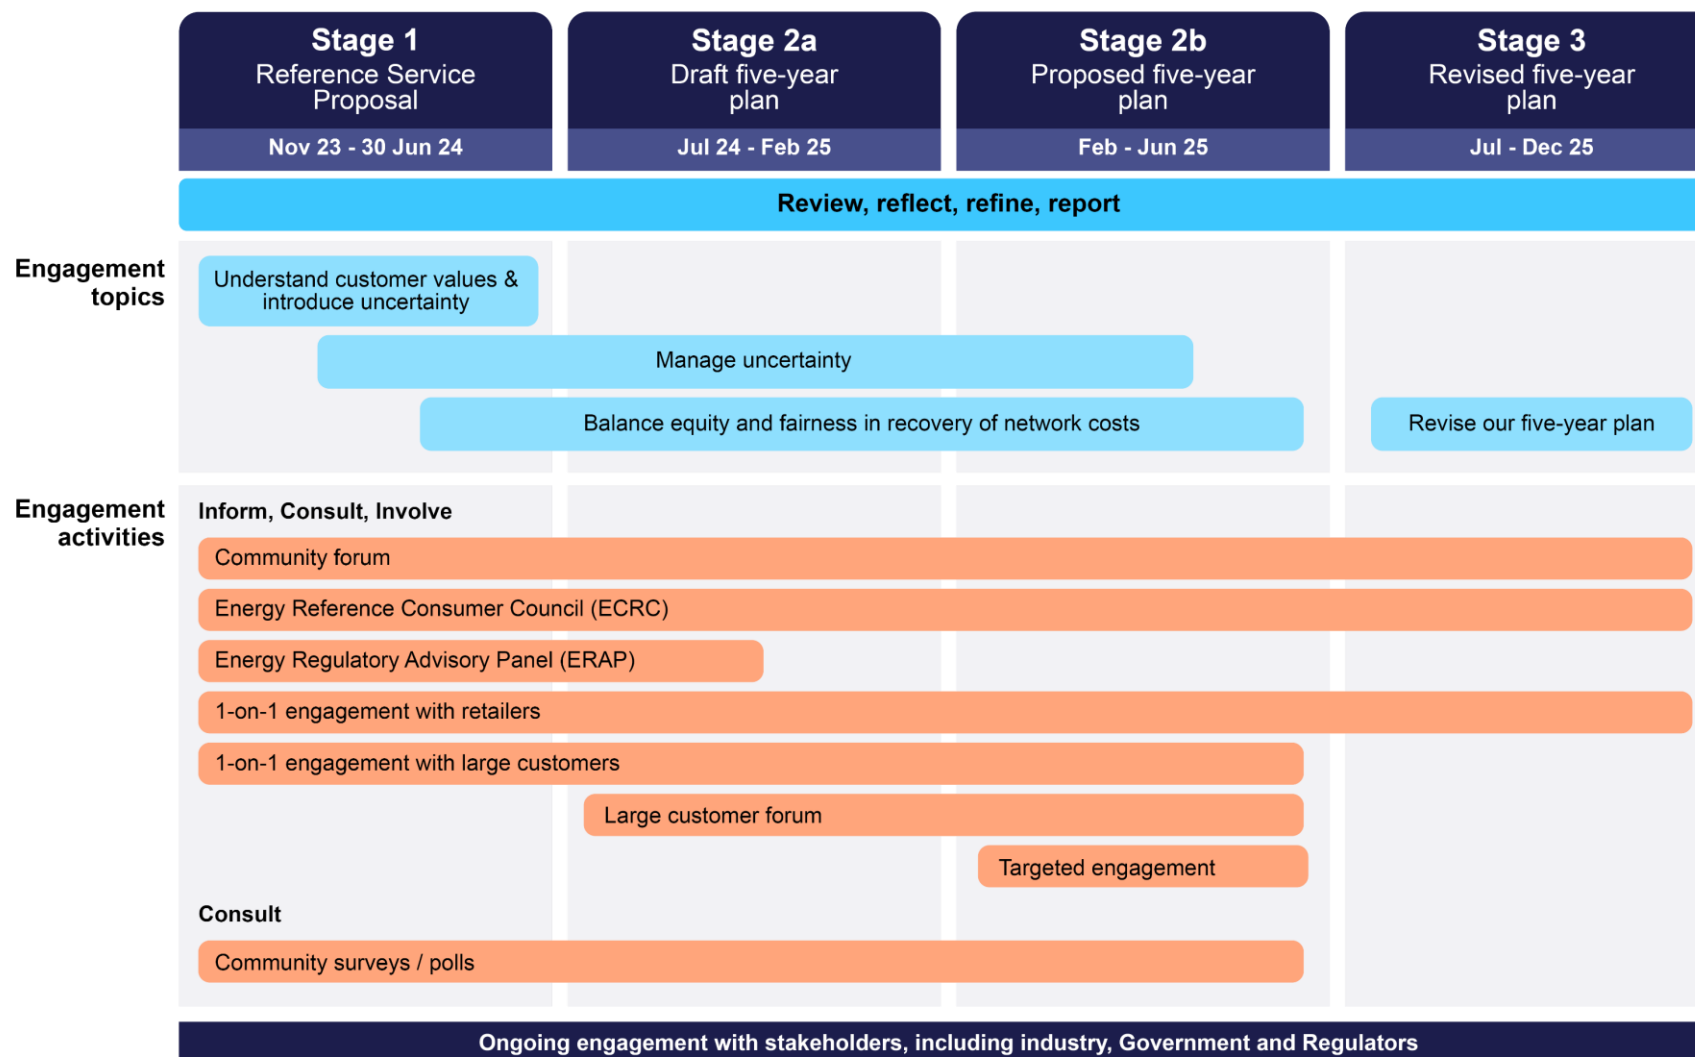 Stage 1
Reference Service
Proposal
Nov 23 - 30 Jun 24
Stage 2a
Draft five-year
plan
Jul 24 - Feb 25
Stage 2b
Proposed five-year
plan
Feb - Jun 25
Stage 3
Revised five-year
plan
Jul - Dec 25
Review, reflect, refine, report
Engagement
topics
Understand customer values &
introduce uncertainty
Manage uncertainty
Balance equity and fairness in recovery of network costs
Revise our five-year plan
Engagement
activities
Inform, Consult, Involve
Community forum
Energy Reference Consumer Council (ECRC)
Energy Regulatory Advisory Panel (ERAP)
1-on-1 engagement with retailers
1-on-1 engagement with large customers
Large customer forum
Targeted engagement
Consult
Community surveys / polls
Ongoing engagement with stakeholders, including industry, Government and Regulators